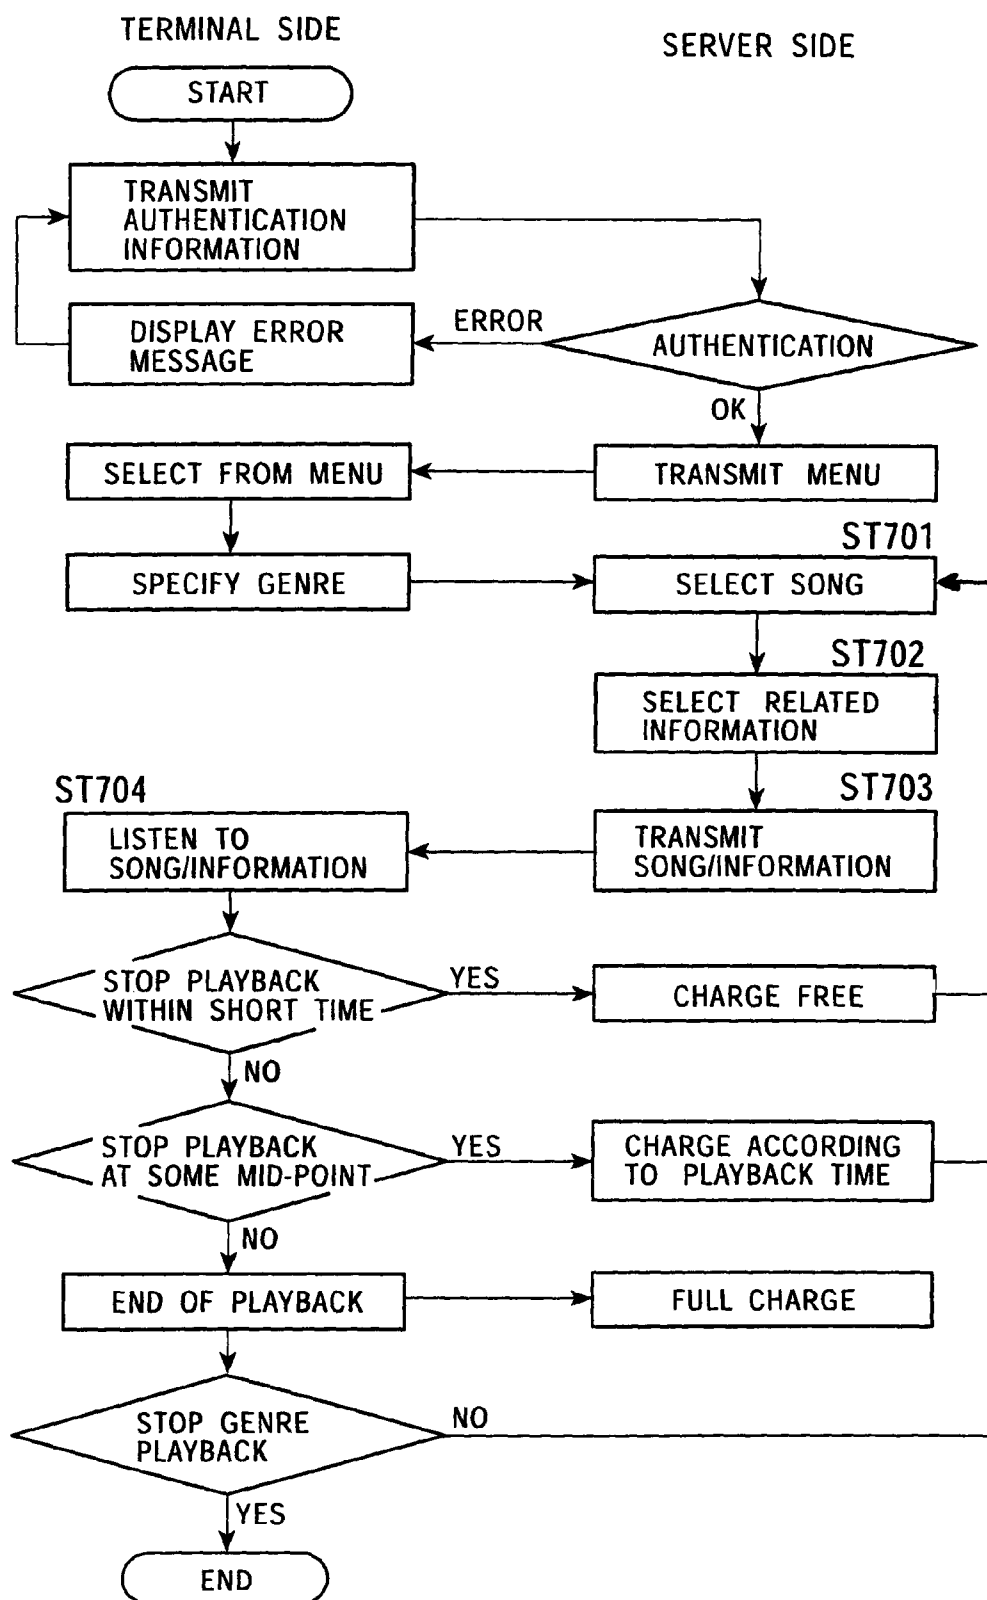 TERMINAL SIDE
SERVER SIDE
START
TRANSMIT
AUTHENTICATION
INFORMATION
DISPLAY ERROR
MESSAGE
ERROR
AUTHENTICATION
OK
SELECT FROM MENU
TRANSMIT MENU
ST701
SPECIFY GENRE
SELECT SONG
ST702
SELECT RELATED
INFORMATION
ST704
ST703
LISTEN TO
SONG/INFORMATION
TRANSMIT
SONG/INFORMATION
STOP PLAYBACK
WITHIN SHORT TIME
YES
CHARGE FREE
NO
STOP PLAYBACK
AT SOME MID-POINT
YES
CHARGE ACCORDING
TO PLAYBACK TIME
NO
END OF PLAYBACK
FULL CHARGE
STOP GENRE
PLAYBACK
NO
YES
END